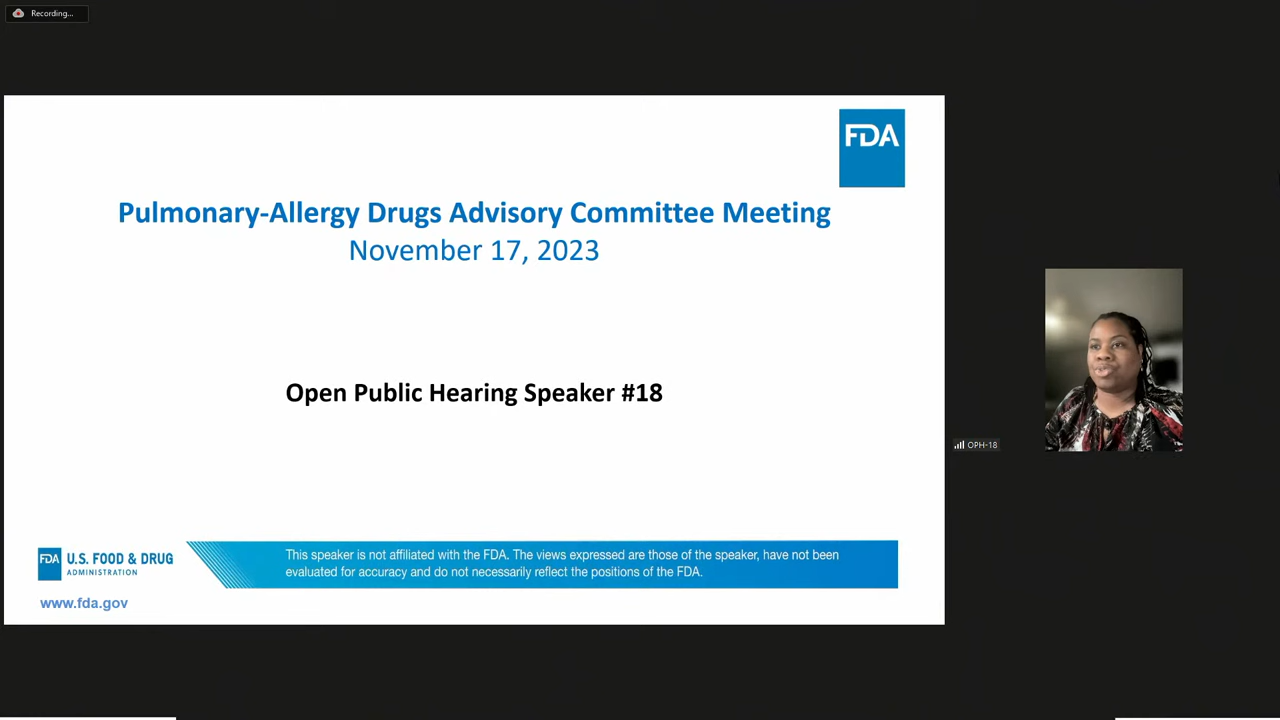 Recording...
FDA
Pulmonary-Allergy Drugs Advisory Committee Meeting
November 17, 2023
Open Public Hearing Speaker #18
OPH-18
FDA
U.S. FOOD & DRUG
ADMINISTRATION
This speaker is not affiliated with the FDA. The views expressed are those of the speaker, have not been
evaluated for accuracy and do not necessarily reflect the positions of the FDA.
www.fda.gov